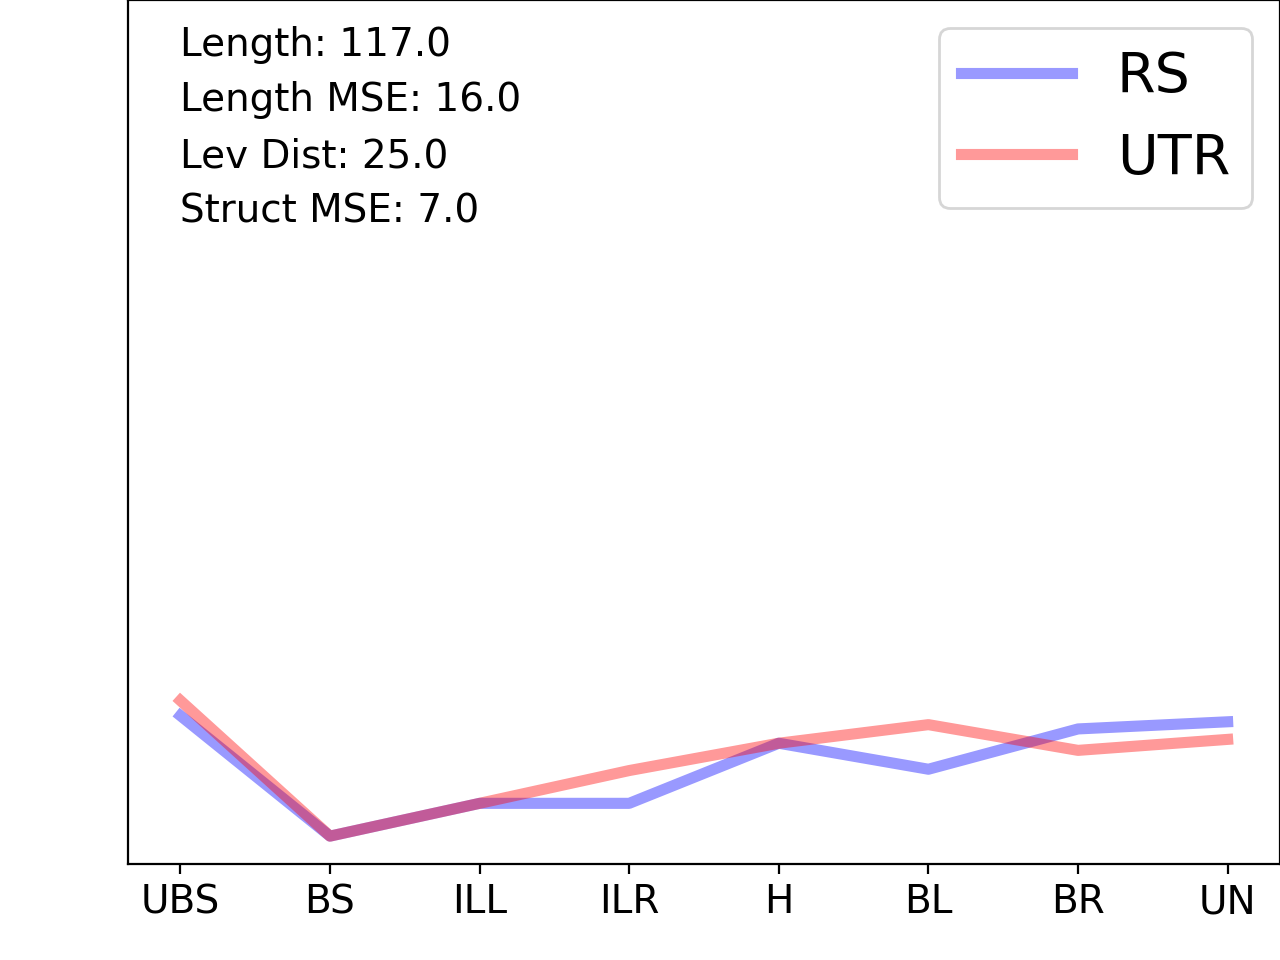 Length: 117.0
Length MSE: 16.0
Lev Dist: 25.0
Struct MSE: 7.0
RS
UTR
UBS BS ILL ILR H BL BR UN